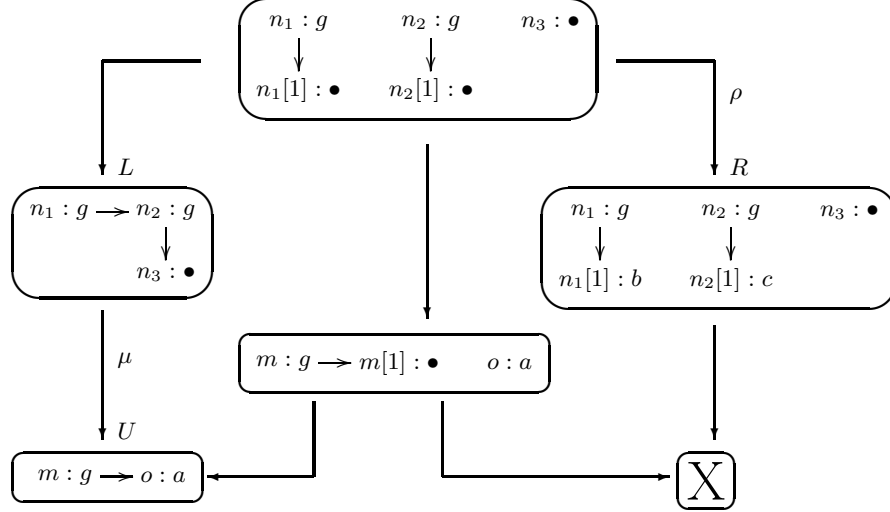 n₁ : g n₂ : g n₃ : •
n₁[1] : • n₂[1] : •
ρ
L R
n₁ : g n₂ : g n₁ : g n₂ : g n₃ : •
n₃ : • n₁[1] : b n₂[1] : c
μ m : g m[1] : • o : a
U
m : g o : a X